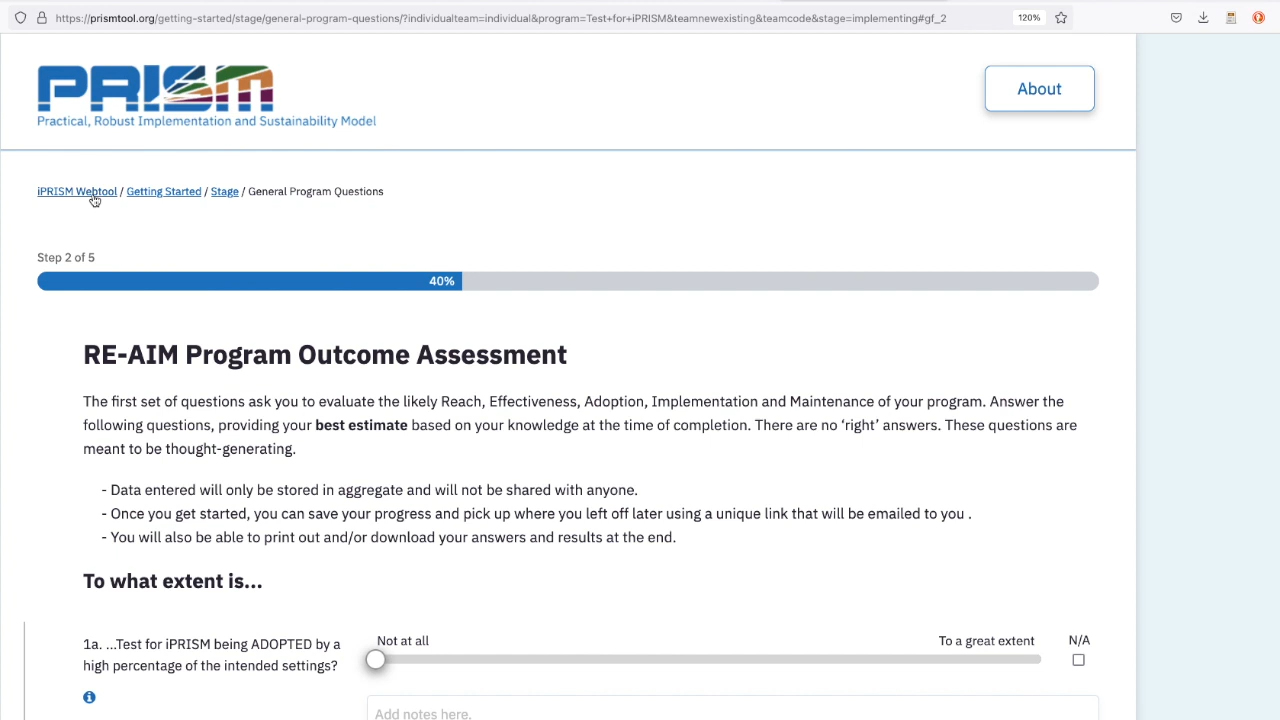 https://prismtool.org/getting-started/stage/general-program-questions/?individualteam=individual&program=Test+for+iPRISM&teamnewexisting&teamcode&stage=implementing#gf_2
120%
PRISM
Practical, Robust Implementation and Sustainability Model
About
iPRISM Webtool / Getting Started / Stage / General Program Questions
Step 2 of 5
40%
RE-AIM Program Outcome Assessment
The first set of questions ask you to evaluate the likely Reach, Effectiveness, Adoption, Implementation and Maintenance of your program. Answer the
following questions, providing your best estimate based on your knowledge at the time of completion. There are no ‘right’ answers. These questions are
meant to be thought-generating.
- Data entered will only be stored in aggregate and will not be shared with anyone.
- Once you get started, you can save your progress and pick up where you left off later using a unique link that will be emailed to you .
- You will also be able to print out and/or download your answers and results at the end.
To what extent is...
1a. ...Test for iPRISM being ADOPTED by a
high percentage of the intended settings?
Not at all
To a great extent
N/A
Add notes here.